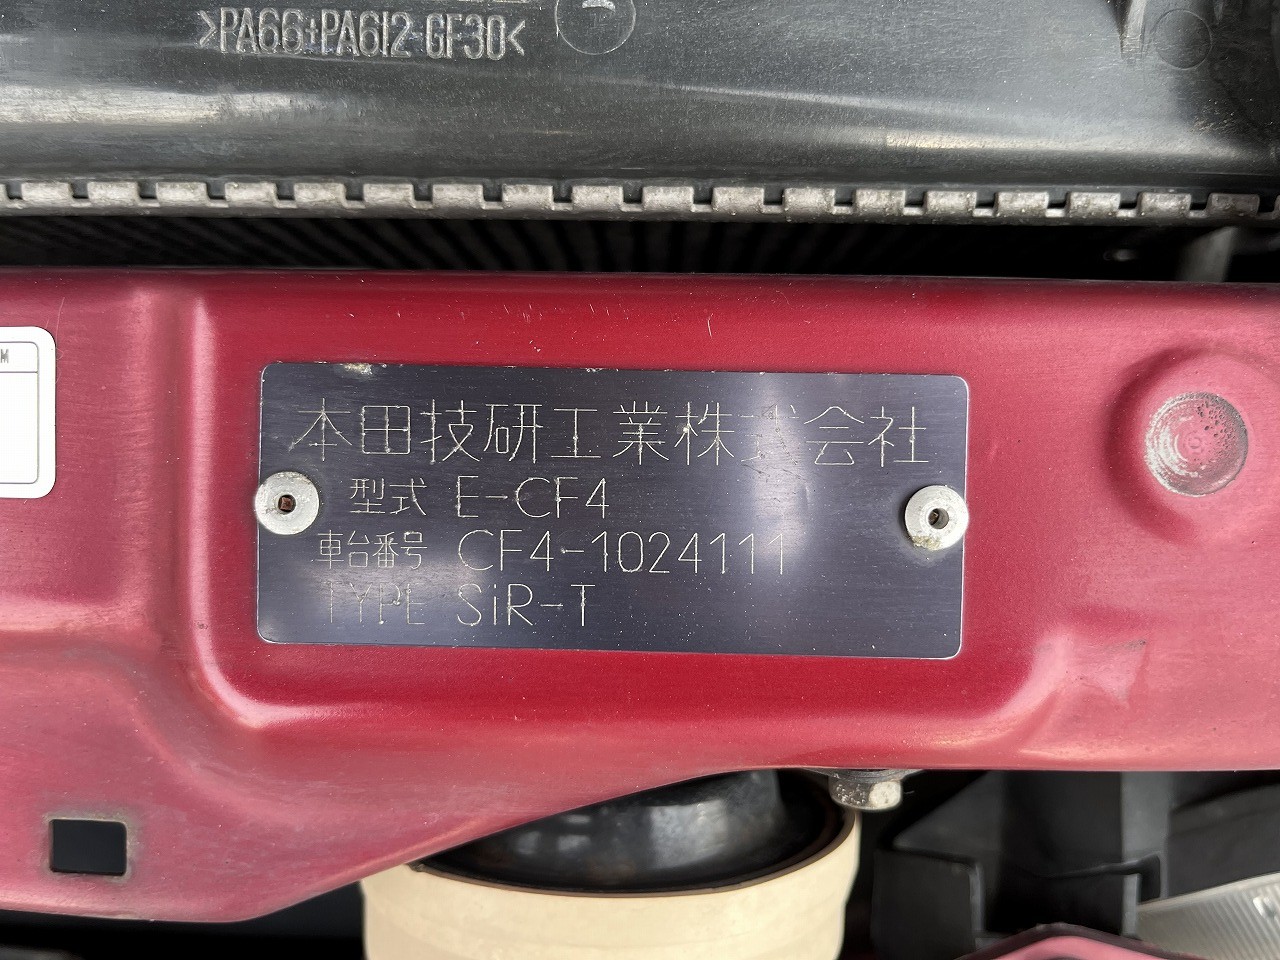 >PA66+PA612-GF30<
M
本田技研工業株式会社
型式 E-CF4
車台番号 CF4-1024111
TYPE SiR-T